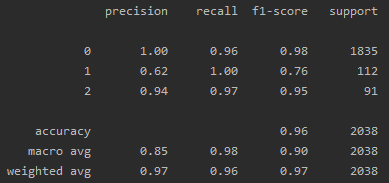 precision recall f1-score support
0 1.00 0.96 0.98 1835
1 0.62 1.00 0.76 112
2 0.94 0.97 0.95 91
accuracy 0.96 2038
macro avg 0.85 0.98 0.90 2038
weighted avg 0.97 0.96 0.97 2038